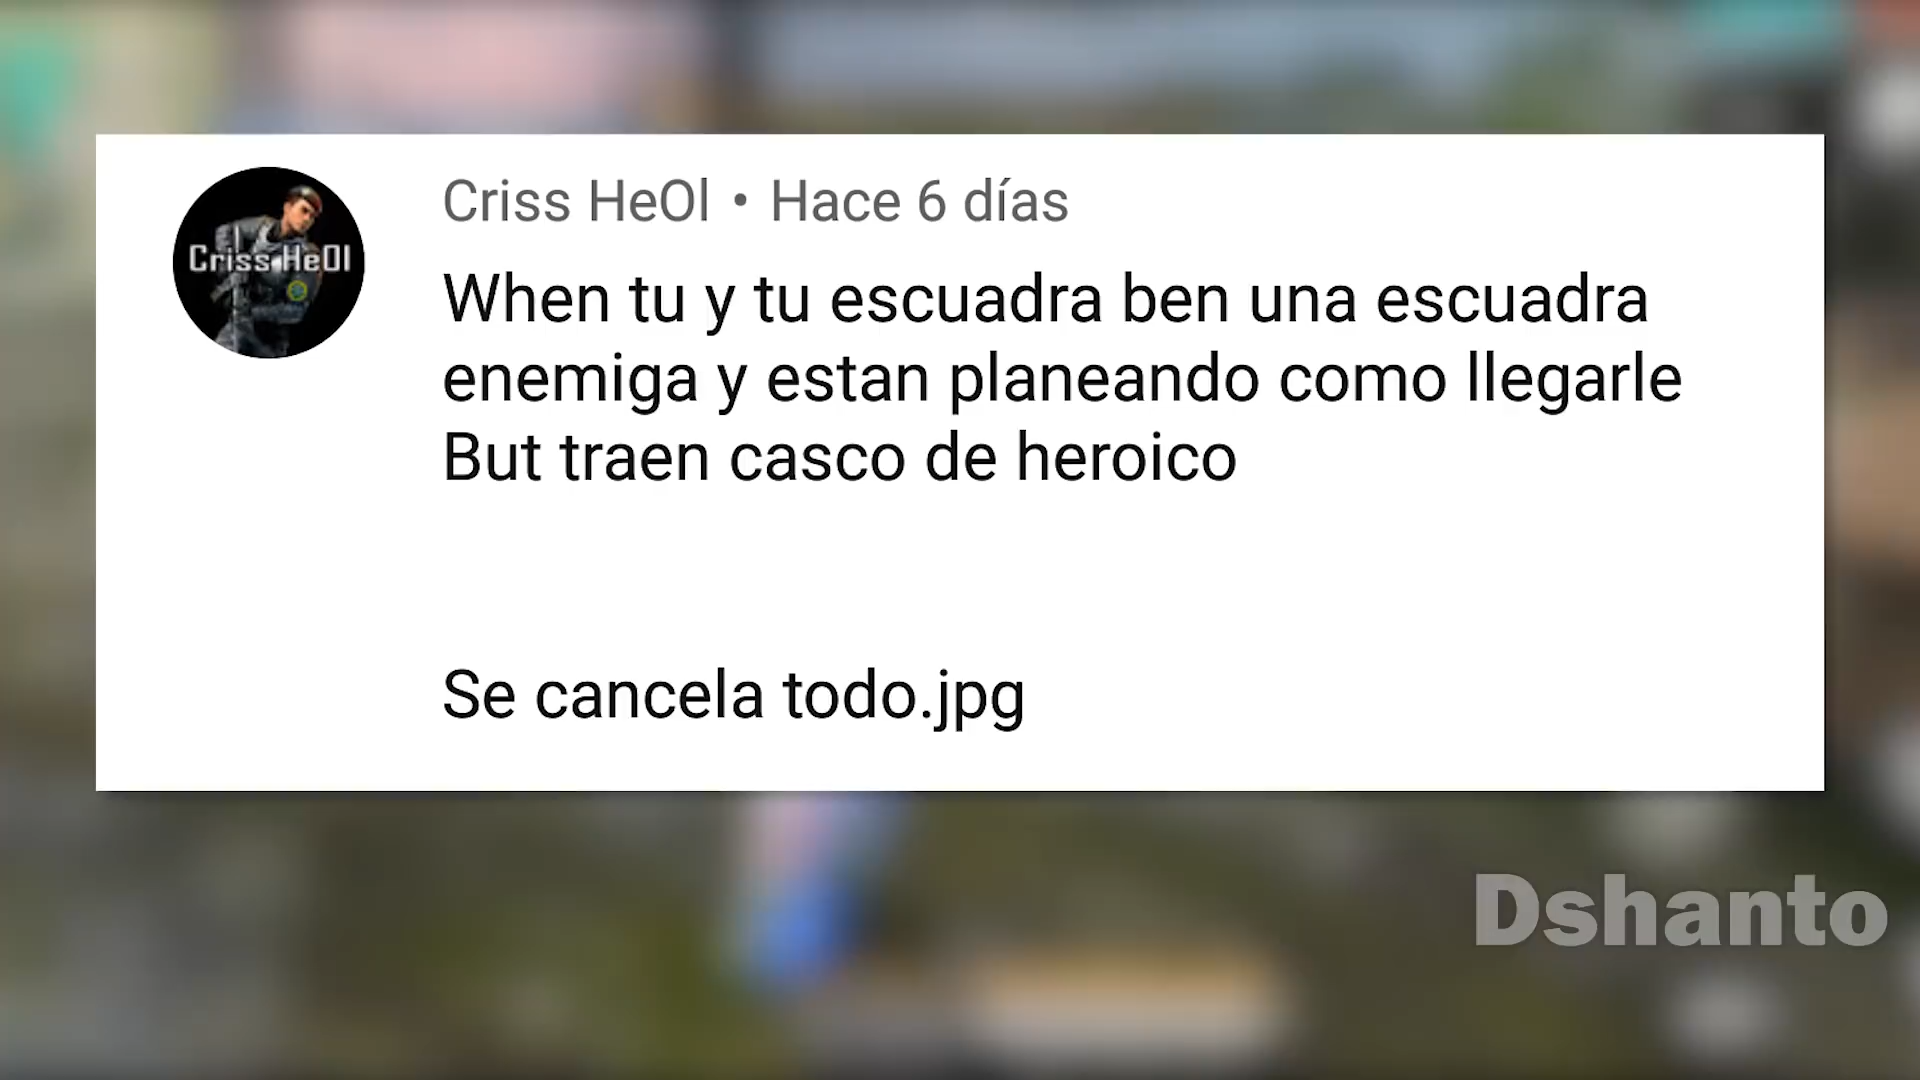 Criss HeOl • Hace 6 días
Criss HeOl
When tu y tu escuadra ben una escuadra
enemiga y estan planeando como llegarle
But traen casco de heroico
Se cancela todo.jpg
Dshanto